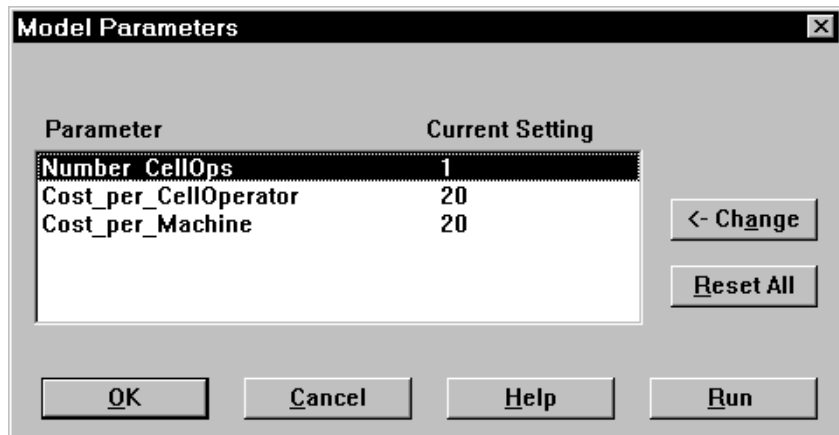 Model Parameters
Parameter Current Setting
Number_CellOps 1
Cost_per_CellOperator 20
Cost_per_Machine 20
<- Change
Reset All
OK Cancel Help Run